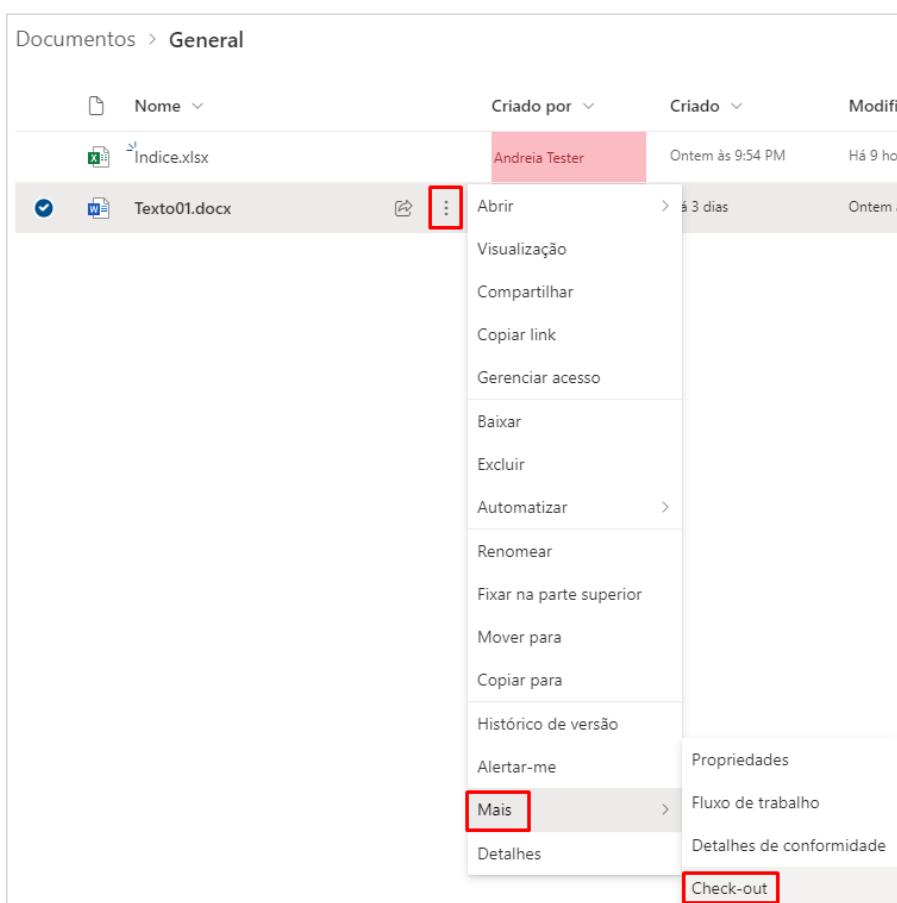 Documentos > General
Nome Criado por Criado Modifi
Índice.xlsx Andreia Tester Ontem às 9:54 PM Há 9 ho
Texto01.docx á 3 dias Ontem
Abrir
Visualização
Compartilhar
Copiar link
Gerenciar acesso
Baixar
Excluir
Automatizar
Renomear
Fixar na parte superior
Mover para
Copiar para
Histórico de versão
Alertar-me
Mais
Detalhes
Propriedades
Fluxo de trabalho
Detalhes de conformidade
Check-out